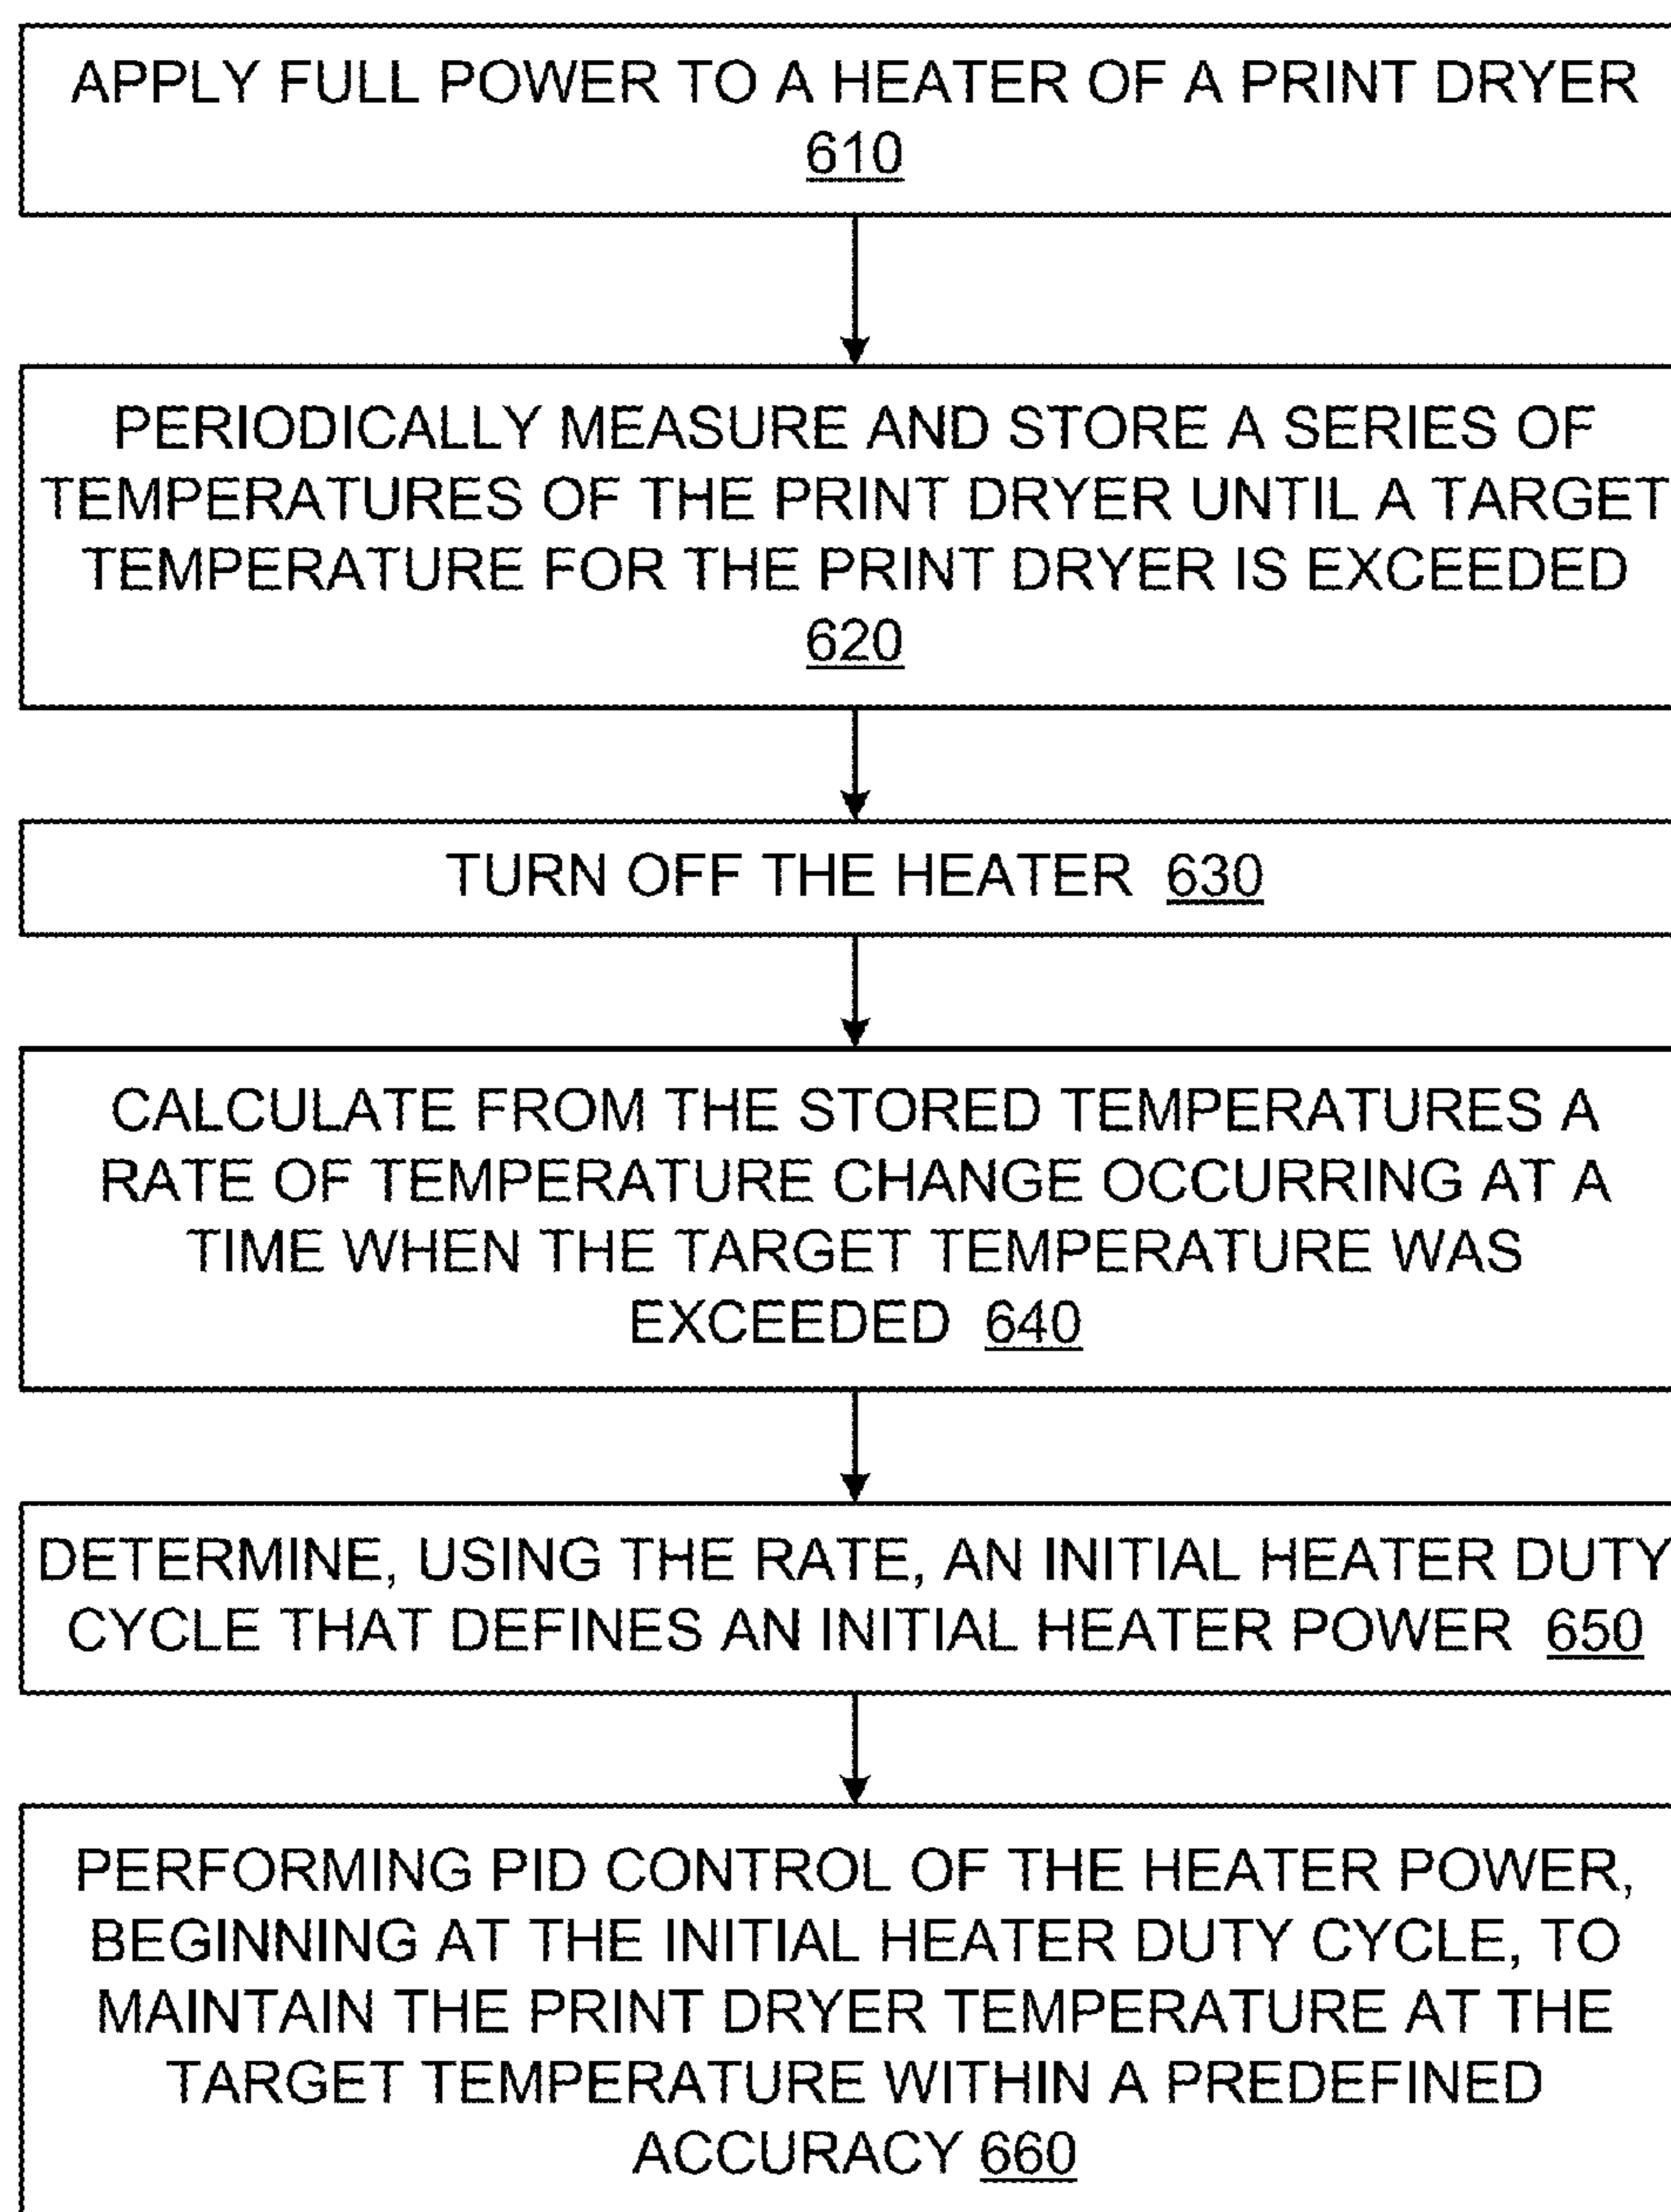 APPLY FULL POWER TO A HEATER OF A PRINT DRYER
610
PERIODICALLY MEASURE AND STORE A SERIES OF
TEMPERATURES OF THE PRINT DRYER UNTIL A TARGET
TEMPERATURE FOR THE PRINT DRYER IS EXCEEDED
620
TURN OFF THE HEATER 630
CALCULATE FROM THE STORED TEMPERATURES A
RATE OF TEMPERATURE CHANGE OCCURRING AT A
TIME WHEN THE TARGET TEMPERATURE WAS
EXCEEDED 640
DETERMINE, USING THE RATE, AN INITIAL HEATER DUTY
CYCLE THAT DEFINES AN INITIAL HEATER POWER 650
PERFORMING PID CONTROL OF THE HEATER POWER,
BEGINNING AT THE INITIAL HEATER DUTY CYCLE, TO
MAINTAIN THE PRINT DRYER TEMPERATURE AT THE
TARGET TEMPERATURE WITHIN A PREDEFINED
ACCURACY 660